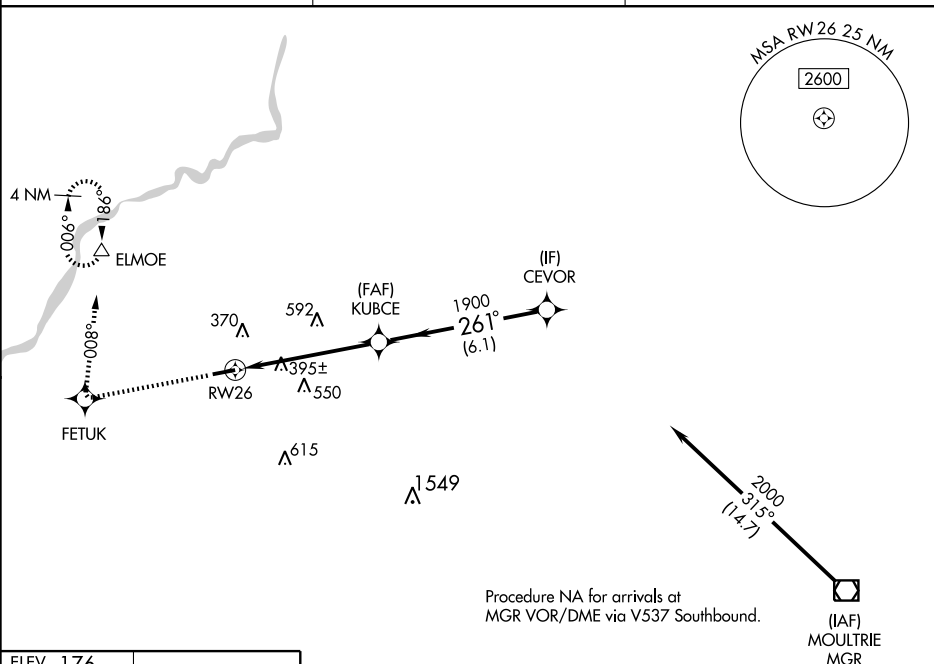 MSA RW26 25 NM
2600
4 NM
006°
186°
ELMOE
008°
(IF)
CEVOR
(FAF)
KUBCE
1900
261°
(6.1)
370
592
395±
550
RW26
FETUK
615
1549
2000
315°
(14.7)
Procedure NA for arrivals at
MGR VOR/DME via V537 Southbound.
(IAF)
MOULTRIE
MGR
ELEV 176